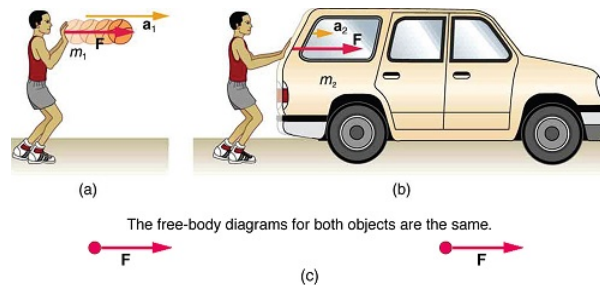 a₁
F
m₁
a₂
F
m₂
(a)
(b)
The free-body diagrams for both objects are the same.
F
F
(c)